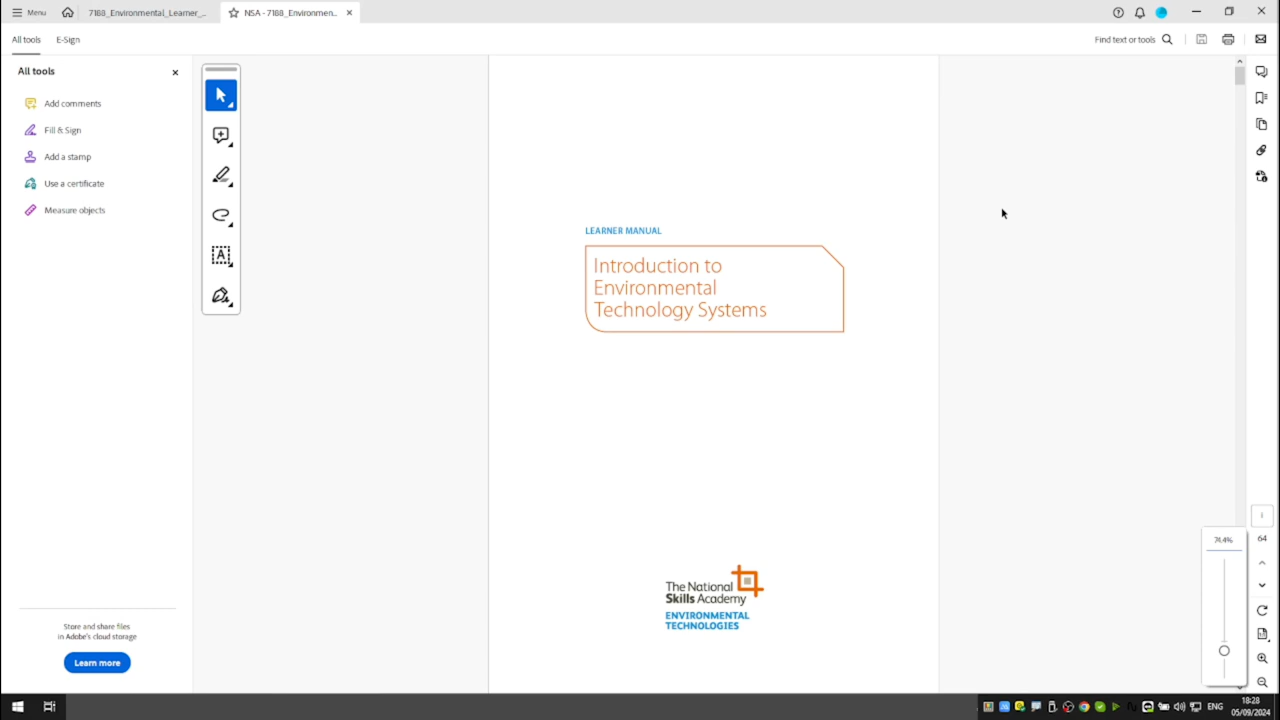 Menu
7188_Environmental_Learner_...
NSA - 7188_Environmen...
All tools
E-Sign
Find text or tools
All tools
Add comments
Fill & Sign
Add a stamp
Use a certificate
Measure objects
LEARNER MANUAL
Introduction to
Environmental
Technology Systems
The National
Skills Academy
ENVIRONMENTAL
TECHNOLOGIES
Store and share files
in Adobe's cloud storage
Learn more
i
64
74.4%
ENG
18:28
05/09/2024